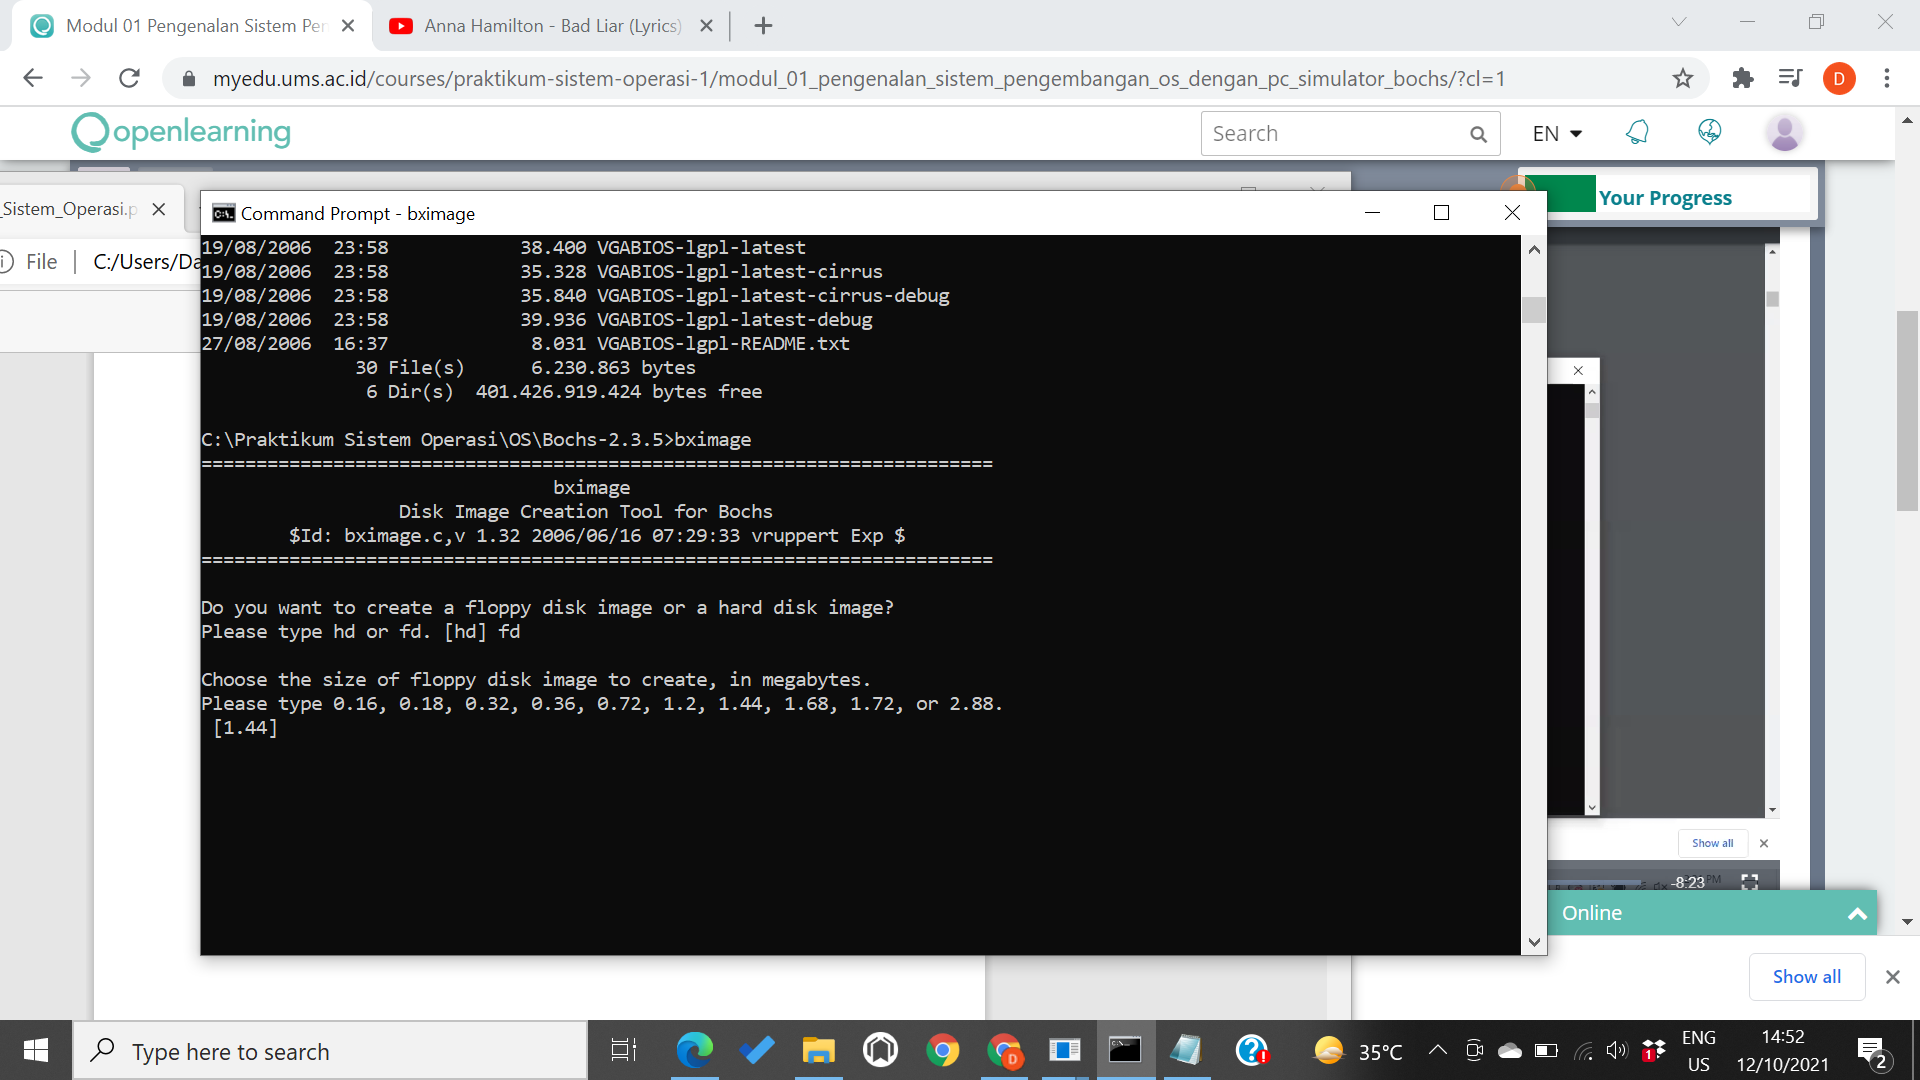 Modul 01 Pengenalan Sistem Per
Anna Hamilton - Bad Liar (Lyrics)
myedu.ums.ac.id/courses/praktikum-sistem-operasi-1/modul_01_pengenalan_sistem_pengembangan_os_dengan_pc_simulator_bochs/?cl=1
D
openlearning
Search
EN
Your Progress
_Sistem_Operasi.p
File
C:/Users/Da
Command Prompt - bximage
19/08/2006  23:58            38.400 VGABIOS-lgpl-latest
19/08/2006  23:58            35.328 VGABIOS-lgpl-latest-cirrus
19/08/2006  23:58            35.840 VGABIOS-lgpl-latest-cirrus-debug
19/08/2006  23:58            39.936 VGABIOS-lgpl-latest-debug
27/08/2006  16:37             8.031 VGABIOS-lgpl-README.txt
30 File(s)      6.230.863 bytes
6 Dir(s)  401.426.919.424 bytes free
C:\Praktikum Sistem Operasi\OS\Bochs-2.3.5>bximage
========================================================================
bximage
Disk Image Creation Tool for Bochs
$Id: bximage.c,v 1.32 2006/06/16 07:29:33 vruppert Exp $
========================================================================
Do you want to create a floppy disk image or a hard disk image?
Please type hd or fd. [hd] fd
Choose the size of floppy disk image to create, in megabytes.
Please type 0.16, 0.18, 0.32, 0.36, 0.72, 1.2, 1.44, 1.68, 1.72, or 2.88.
[1.44]
Show all
-8:23
PM
Online
Show all
Type here to search
D
35°C
1
ENG
US
14:52
12/10/2021
2